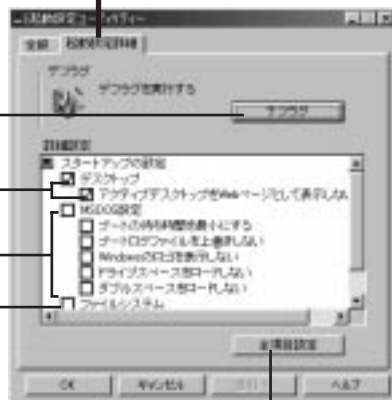 起動設定ユーティリティー
全般 起動設定詳細
デフラグ
デフラグを実行する
デフラグ
詳細設定
スタートアップの設定
デスクトップ
アクティブデスクトップをWebページとして表示しない
MSDOS設定
ブートの待ち時間を最小にする
ブートログファイルを上書きしない
Windowsのロゴを表示しない
ドライブスペースをロードしない
ダブルスペースをロードしない
ファイルシステム
全項目設定
OK キャンセル ヘルプ